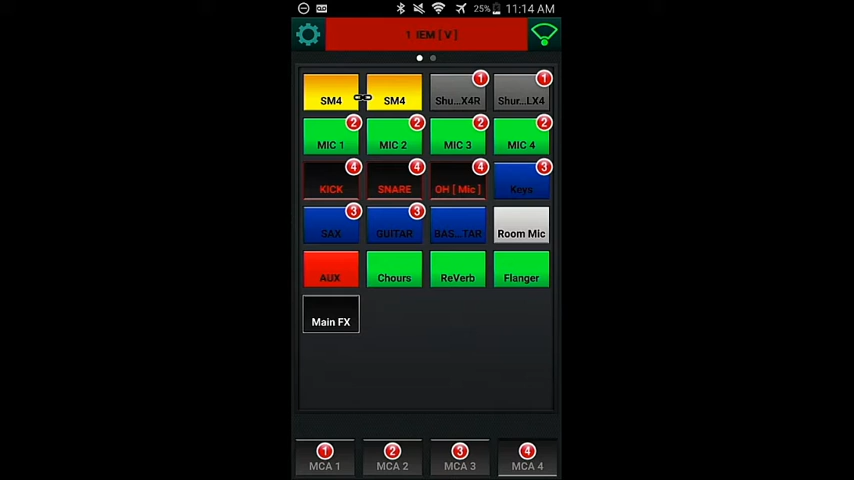 25% 11:14 AM
1 IEM [ V ]
SM4 SM4 Shu...X4R 1 Shur...LX4 1
MIC 1 2 MIC 2 2 MIC 3 2 MIC 4 2
KICK 4 SNARE 4 OH [ Mic ] 4 Keys 3
SAX 3 GUITAR 3 BAS...TAR Room Mic
AUX Chours ReVerb Flanger
Main FX
1 2 3 4
MCA 1 MCA 2 MCA 3 MCA 4